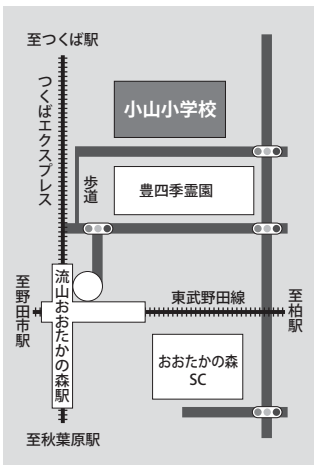 至つくば駅
つくばエクスプレス
小山小学校
歩道
豊四季霊園
至野田市駅
流山おおたかの森駅
東武野田線
至柏駅
おおたかの森
SC
至秋葉原駅